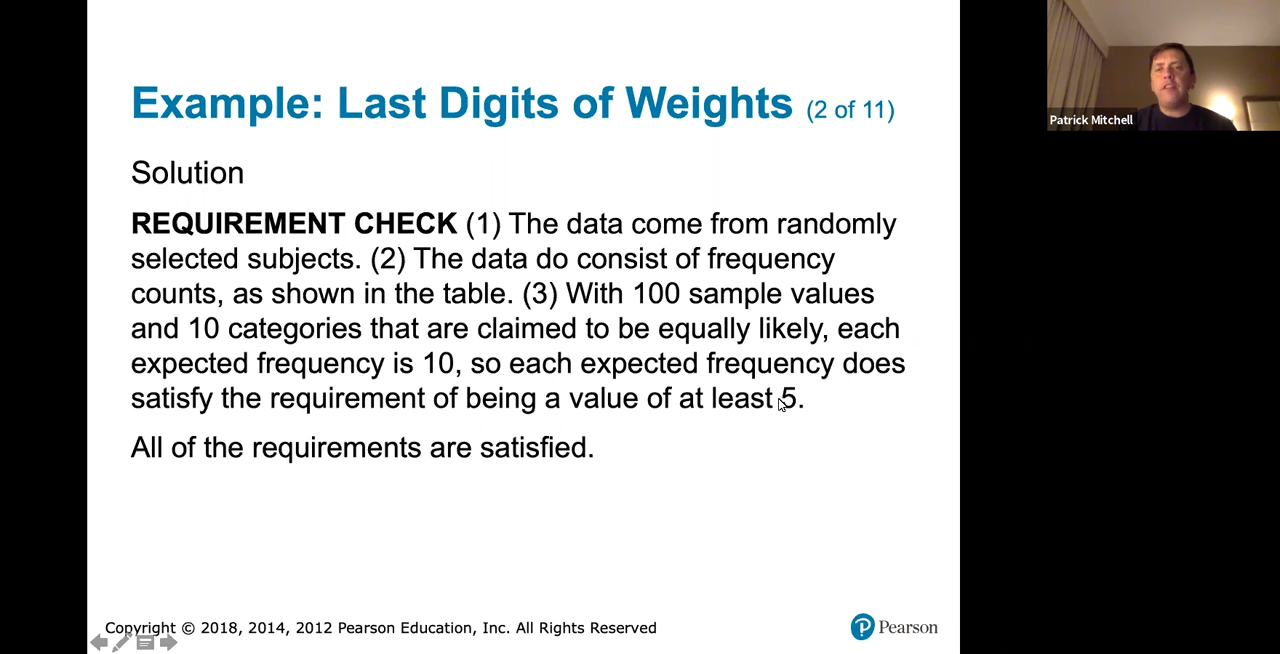 Example: Last Digits of Weights (2 of 11)
Solution
REQUIREMENT CHECK (1) The data come from randomly
selected subjects. (2) The data do consist of frequency
counts, as shown in the table. (3) With 100 sample values
and 10 categories that are claimed to be equally likely, each
expected frequency is 10, so each expected frequency does
satisfy the requirement of being a value of at least 5.
All of the requirements are satisfied.
Copyright © 2018, 2014, 2012 Pearson Education, Inc. All Rights Reserved
P Pearson
Patrick Mitchell